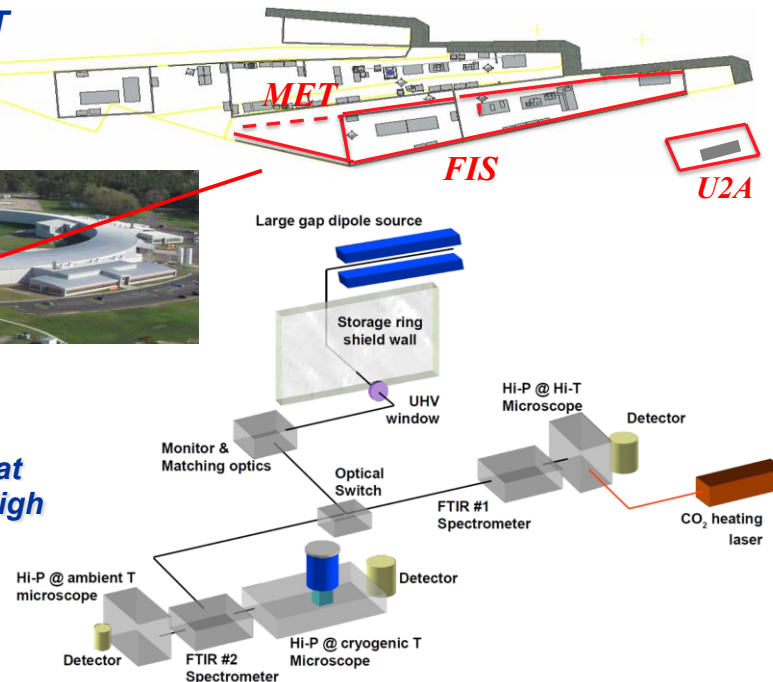 T
MET
FIS
U2A
Large gap dipole source
Storage ring
shield wall
UHV
window
Hi-P @ Hi-T
Microscope
Detector
Monitor &
Matching optics
at
igh
Optical
Switch
FTIR #1
Spectrometer
CO₂ heating
laser
Hi-P @ ambient T
microscope
Detector
Detector
FTIR #2
Spectrometer
Hi-P @ cryogenic T
Microscope